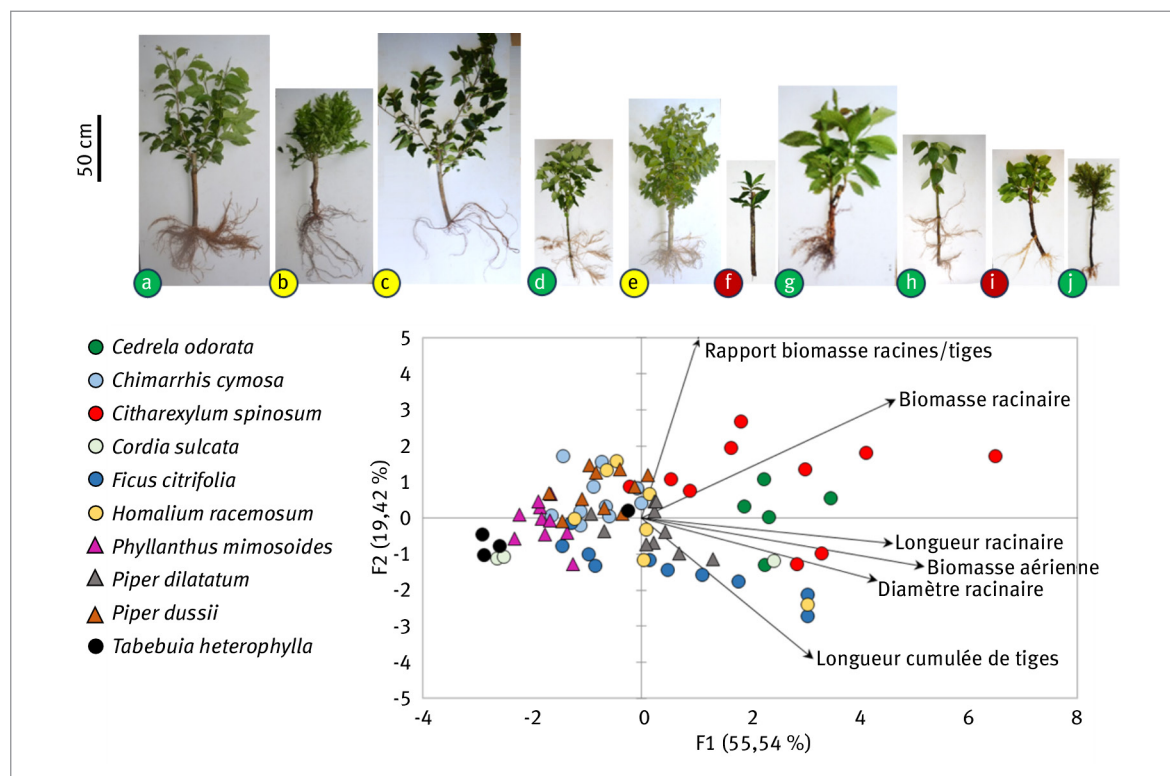 50 cm
a
b
c
d
e
f
g
h
i
j
Cedrela odorata
Chimarrhis cymosa
Citharexylum spinosum
Cordia sulcata
Ficus citrifolia
Homalium racemosum
Phyllanthus mimosoides
Piper dilatatum
Piper dussii
Tabebuia heterophylla
F2 (19,42 %)
5
4
3
2
1
0
-1
-2
-3
-4
-5
Rapport biomasse racines/tiges
Biomasse racinaire
Longueur racinaire
Biomasse aérienne
Diamètre racinaire
Longueur cumulée de tiges
-4
-2
0
2
4
6
8
F1 (55,54 %)